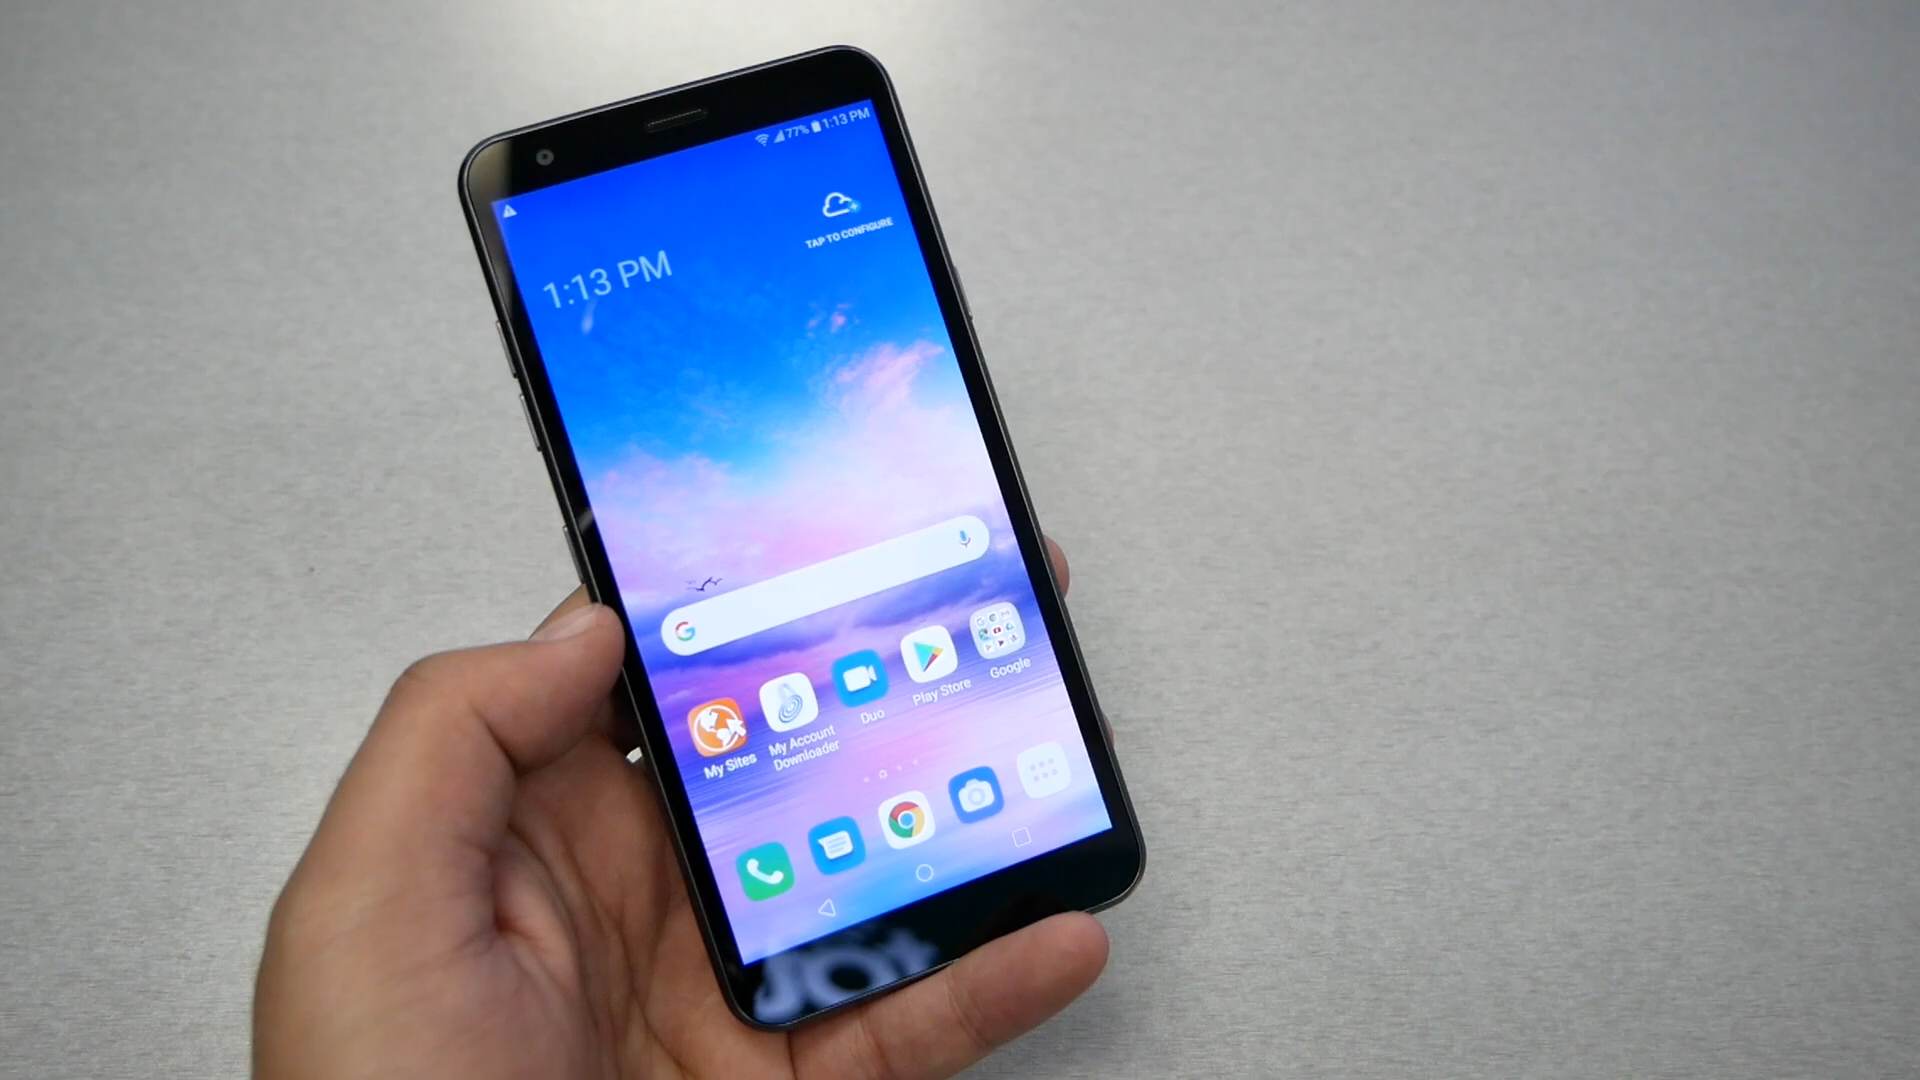 77% 1:13 PM
TAP TO CONFIGURE
1:13 PM
G
My Sites
My Account
Downloader
Duo
Play Store
Google